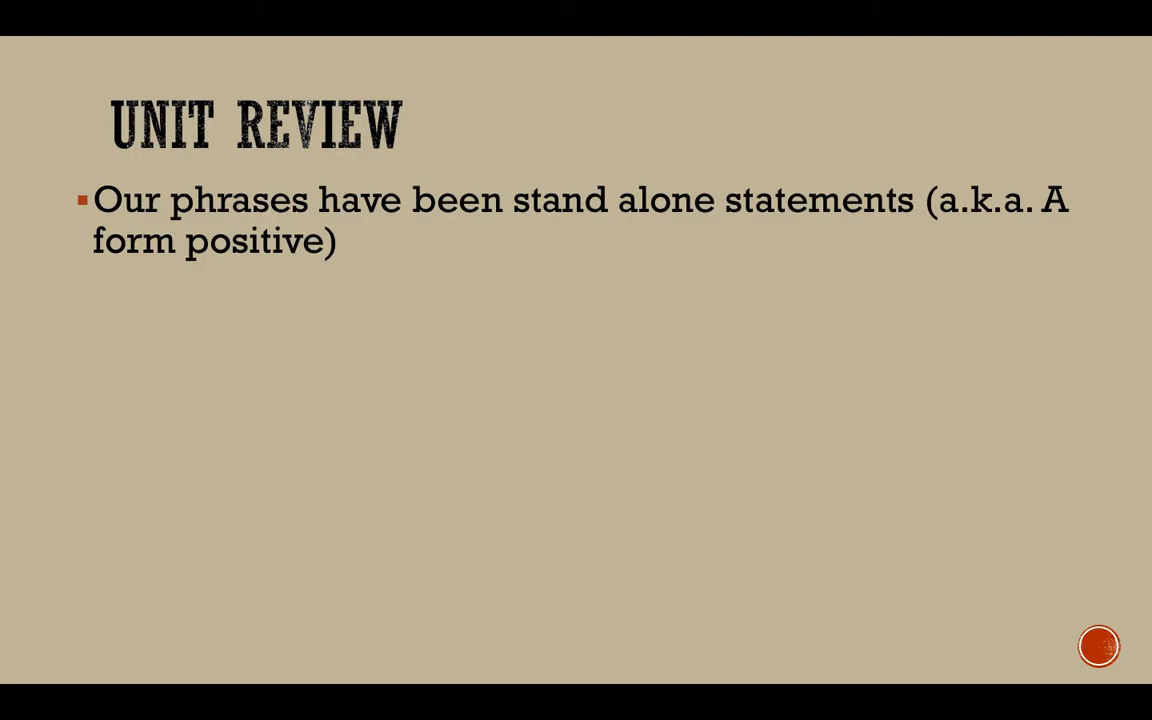 UNIT REVIEW
Our phrases have been stand alone statements (a.k.a. A
form positive)